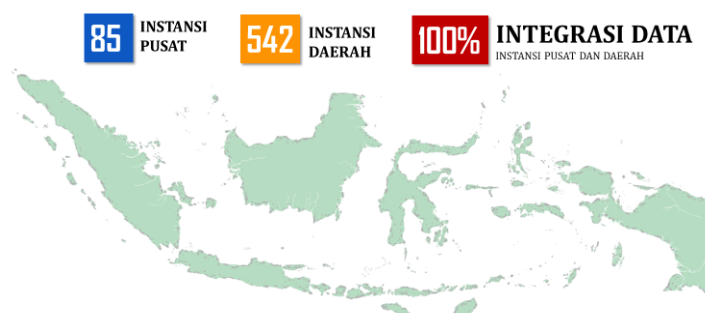 85
INSTANSI
PUSAT
542
INSTANSI
DAERAH
100%
INTEGRASI DATA
INSTANSI PUSAT DAN DAERAH